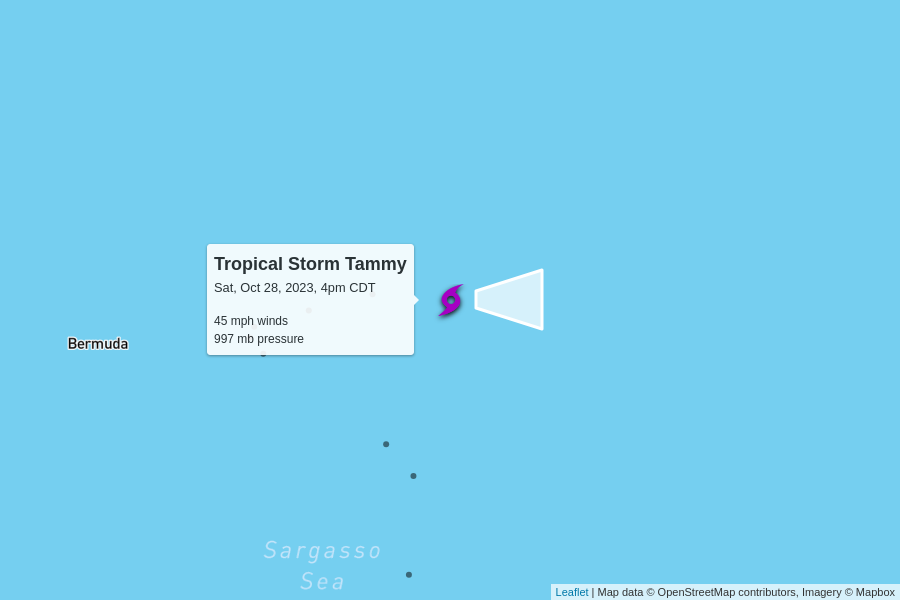 Tropical Storm Tammy
Sat, Oct 28, 2023, 4pm CDT
45 mph winds
997 mb pressure
Bermuda
Sargasso
Sea
Leaflet | Map data © OpenStreetMap contributors, Imagery © Mapbox